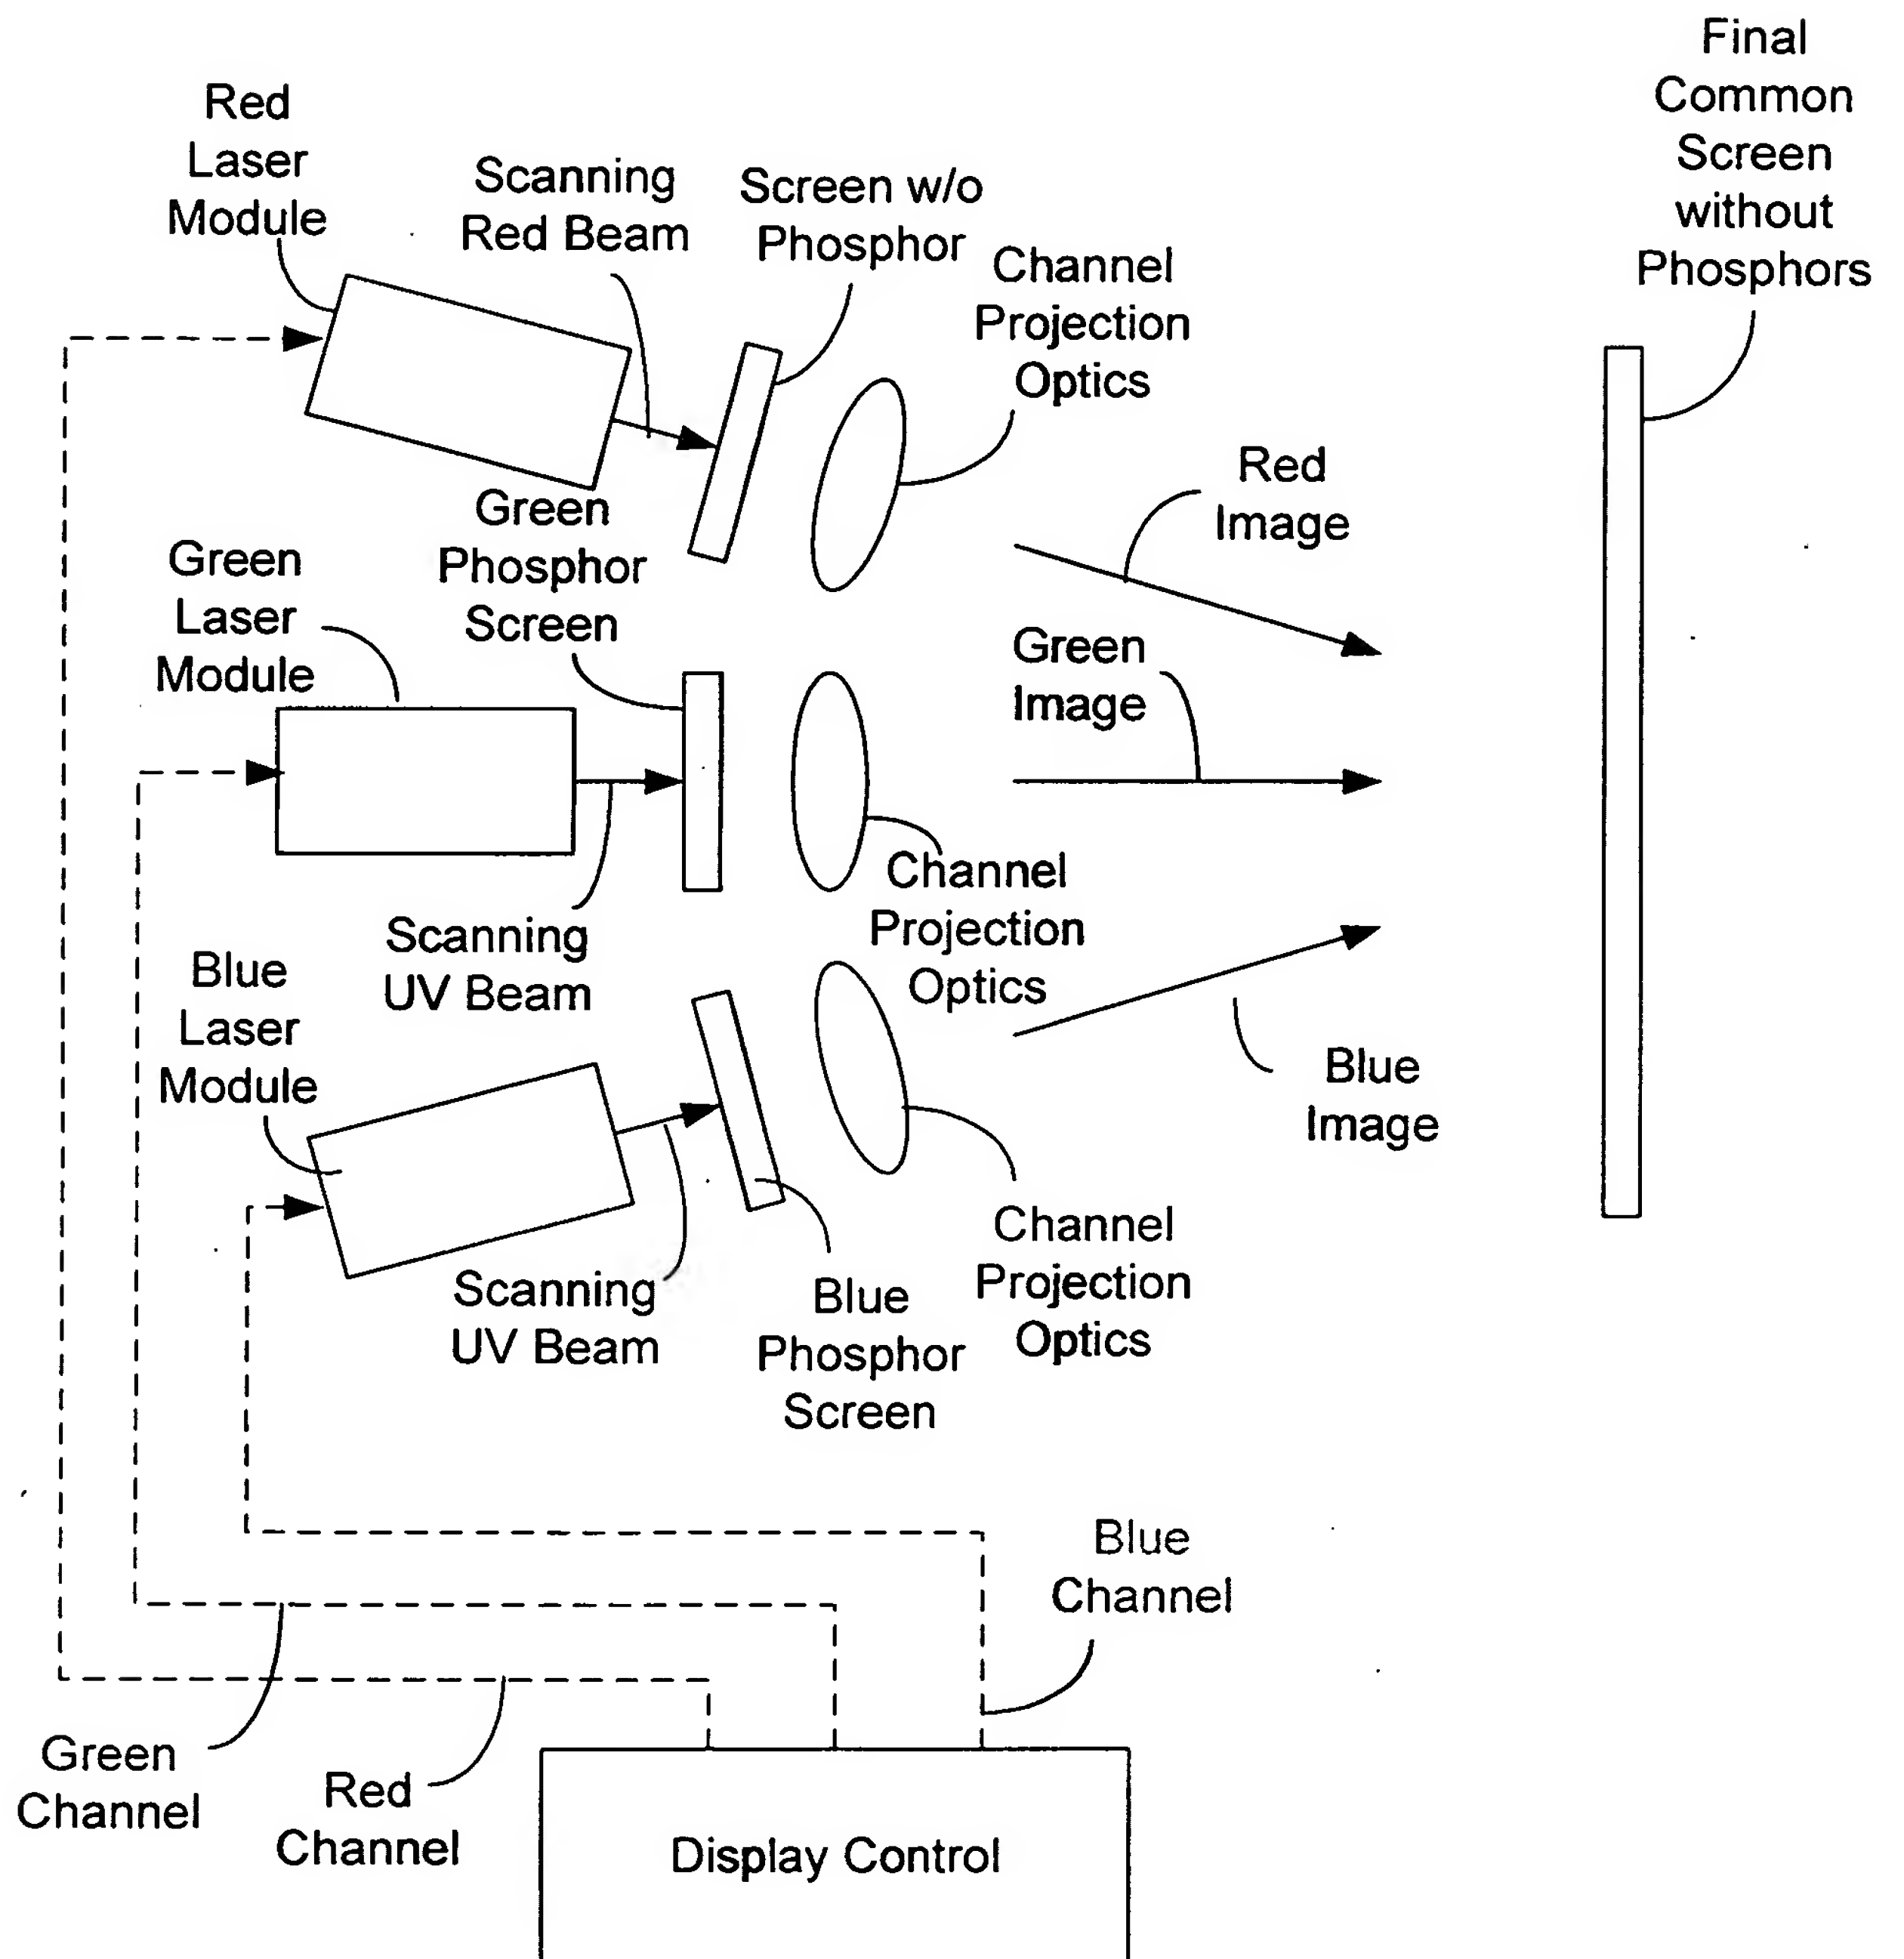 Final
Common
Screen
without
Phosphors
Red
Laser
Module
Scanning
Red Beam
Screen w/o
Phosphor
Channel
Projection
Optics
Red
Image
Green
Phosphor
Screen
Green
Laser
Module
Green
Image
Channel
Projection
Optics
Scanning
UV Beam
Blue
Laser
Module
Blue
Image
Channel
Projection
Optics
Scanning
UV Beam
Blue
Phosphor
Screen
Blue
Channel
Green
Channel
Red
Channel
Display Control